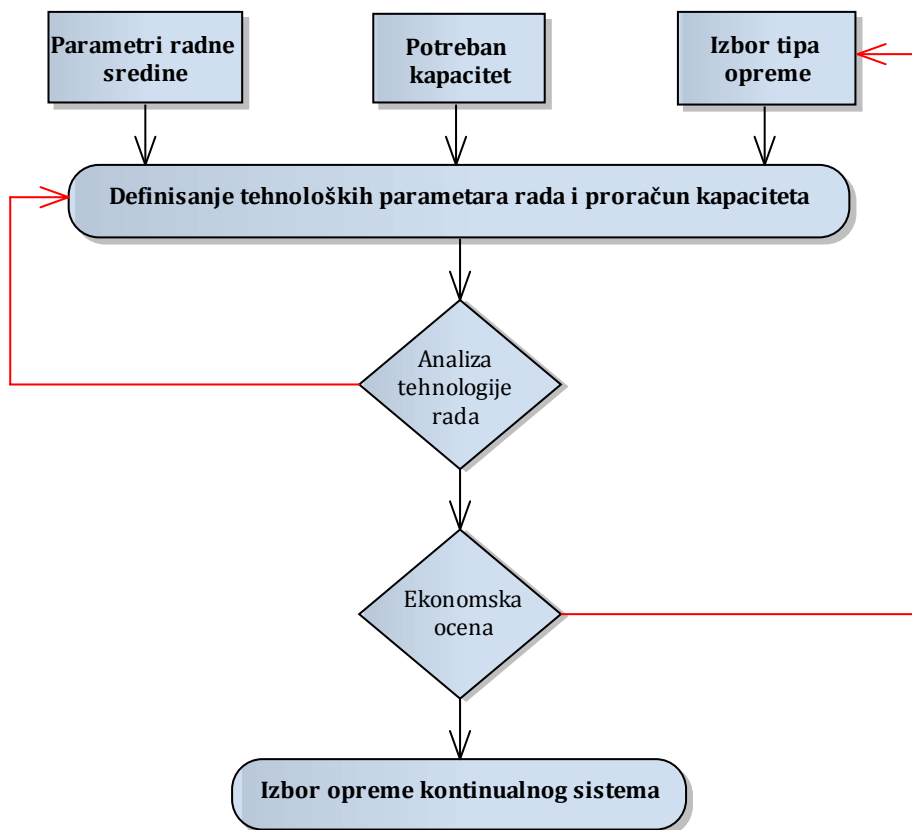 Parametri radne
sredine
Potreban
kapacitet
Izbor tipa
opreme
Definisanje tehnoloških parametara rada i proračun kapaciteta
Analiza
tehnologije
rada
Ekonomska
ocena
Izbor opreme kontinualnog sistema